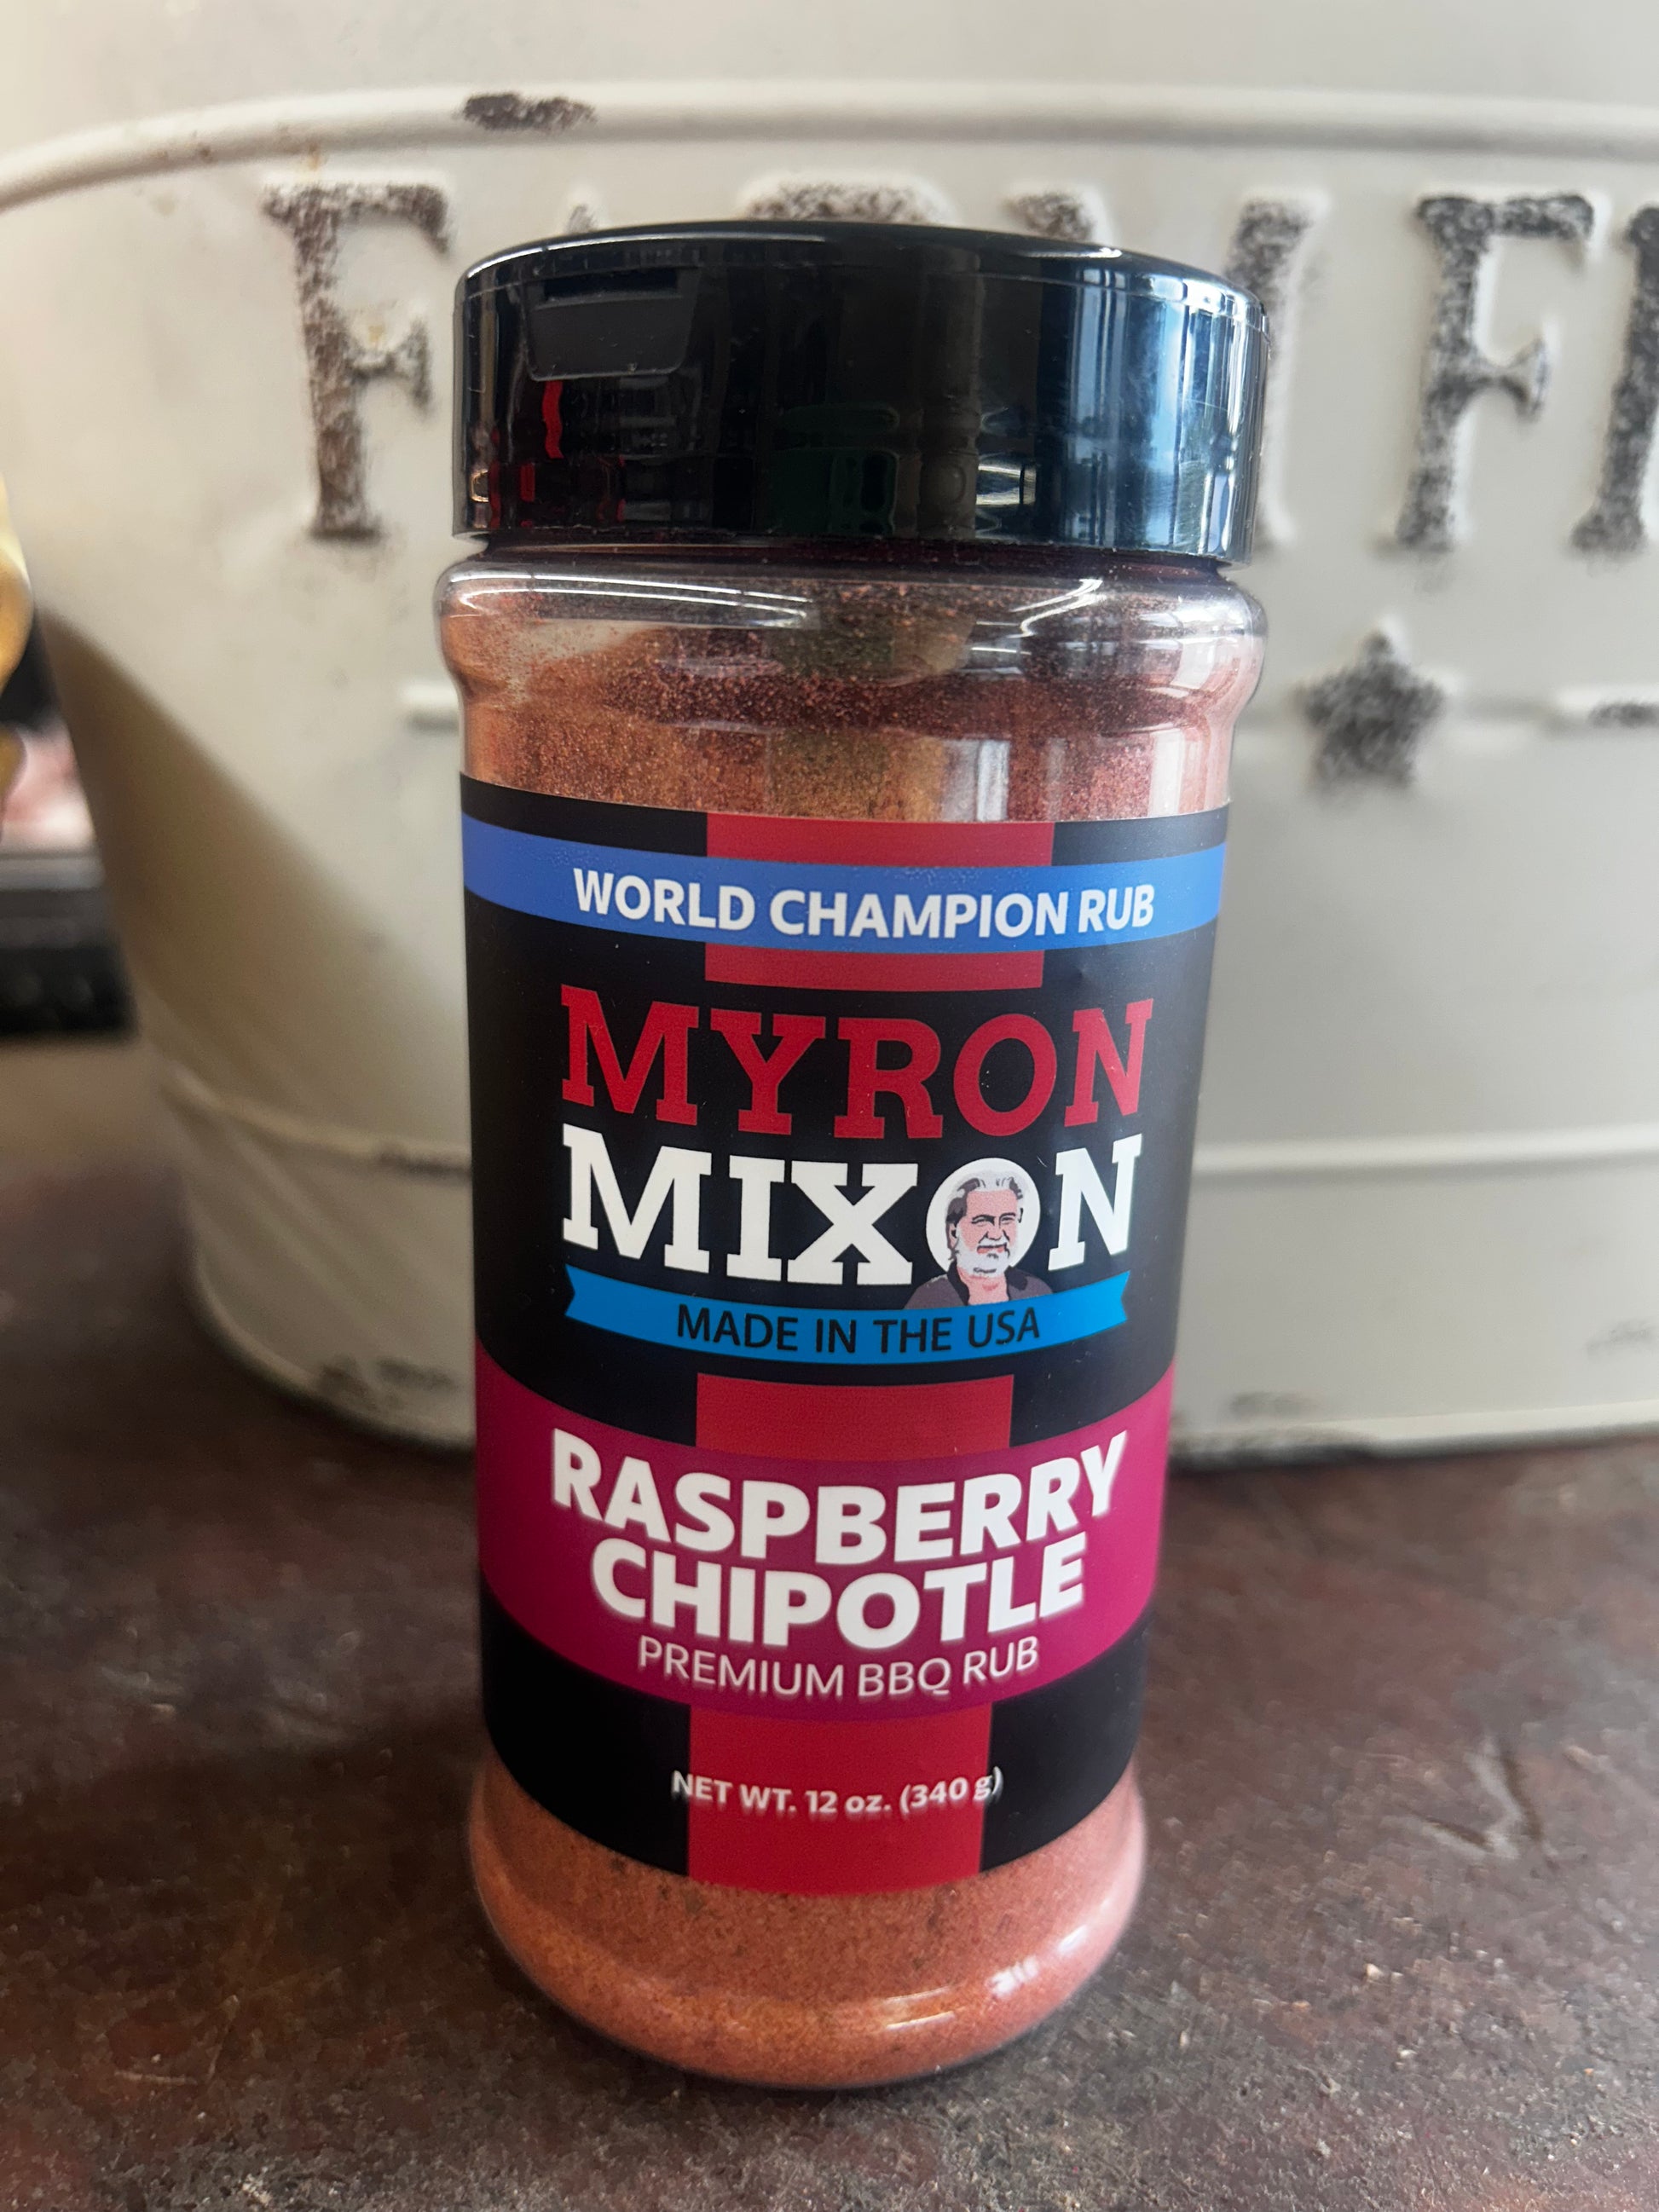 WORLD CHAMPION RUB
MYRON
MIXON
MADE IN THE USA
RASPBERRY
CHIPOTLE
PREMIUM BBQ RUB
NET WT. 12 oz. (340 g)